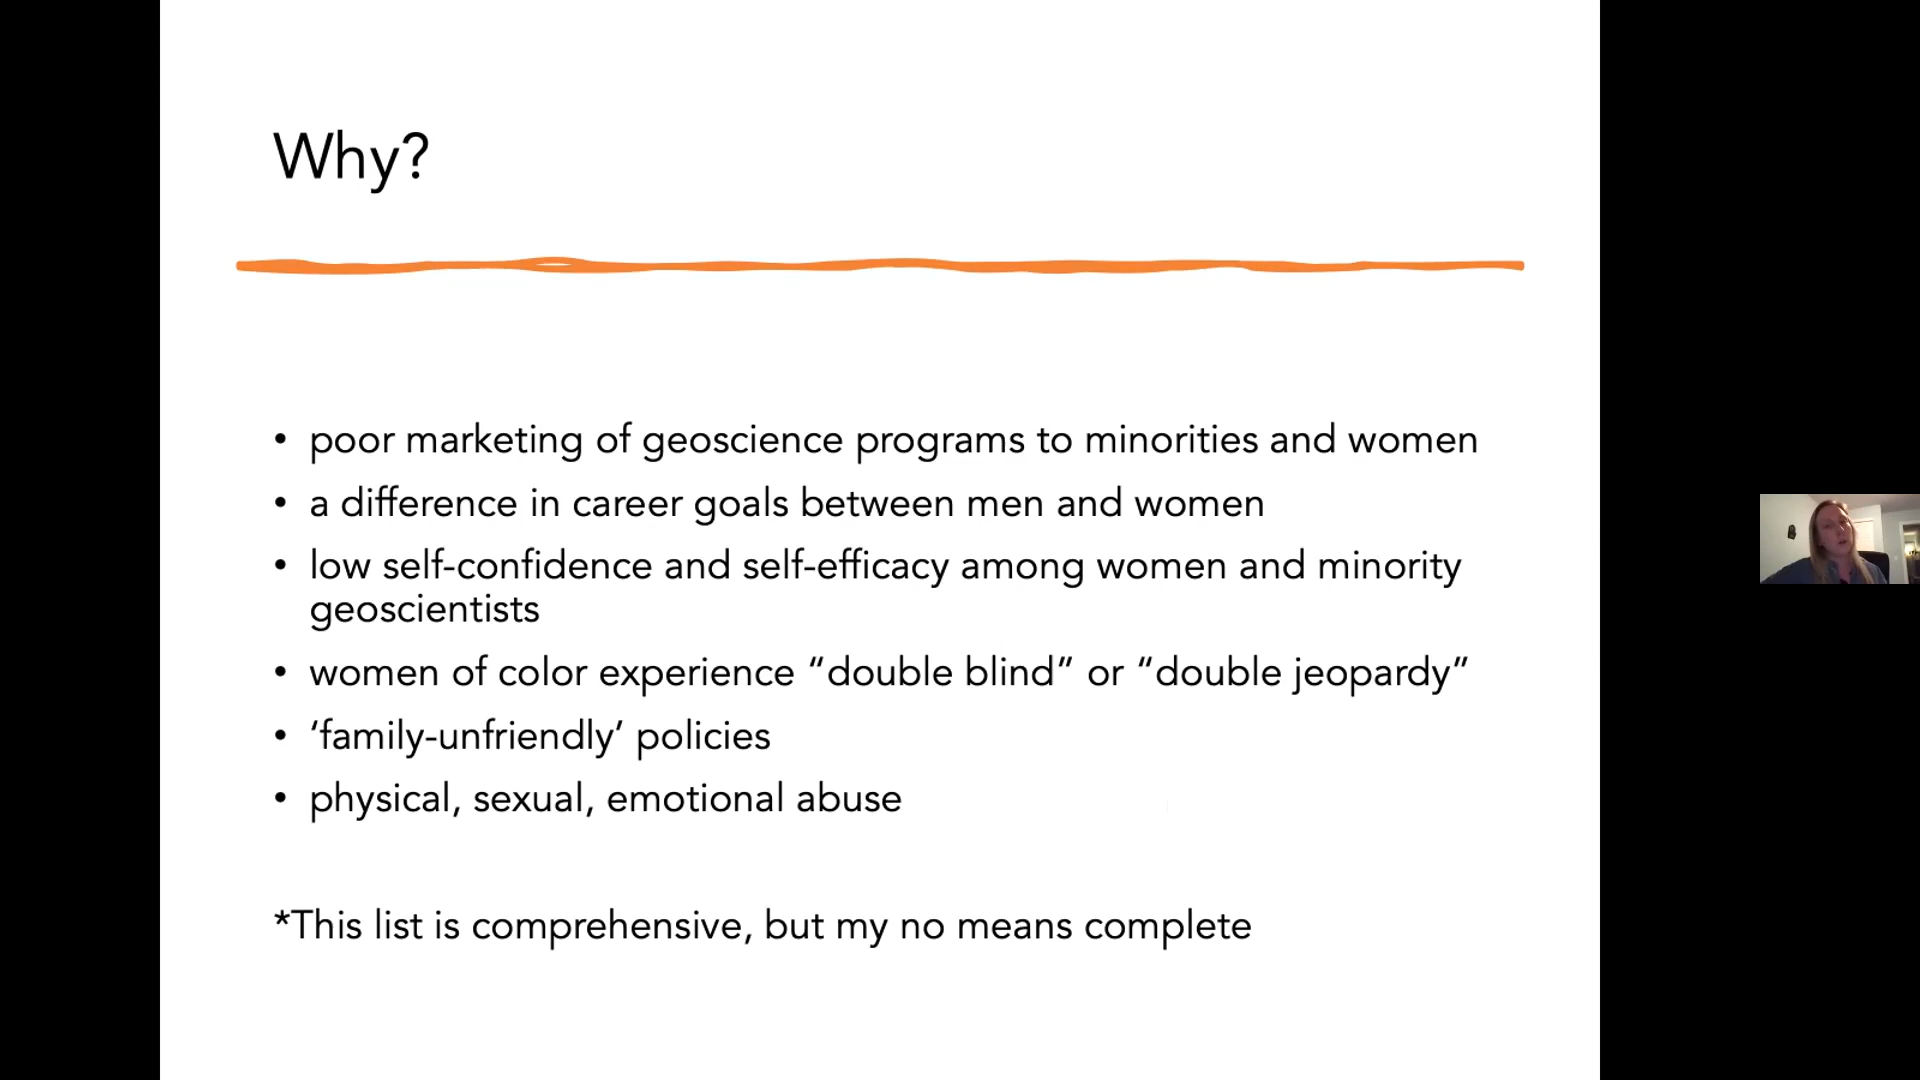 Why?
• poor marketing of geoscience programs to minorities and women
• a difference in career goals between men and women
• low self-confidence and self-efficacy among women and minority
geoscientists
• women of color experience “double blind” or “double jeopardy”
• ‘family-unfriendly’ policies
• physical, sexual, emotional abuse
*This list is comprehensive, but my no means complete